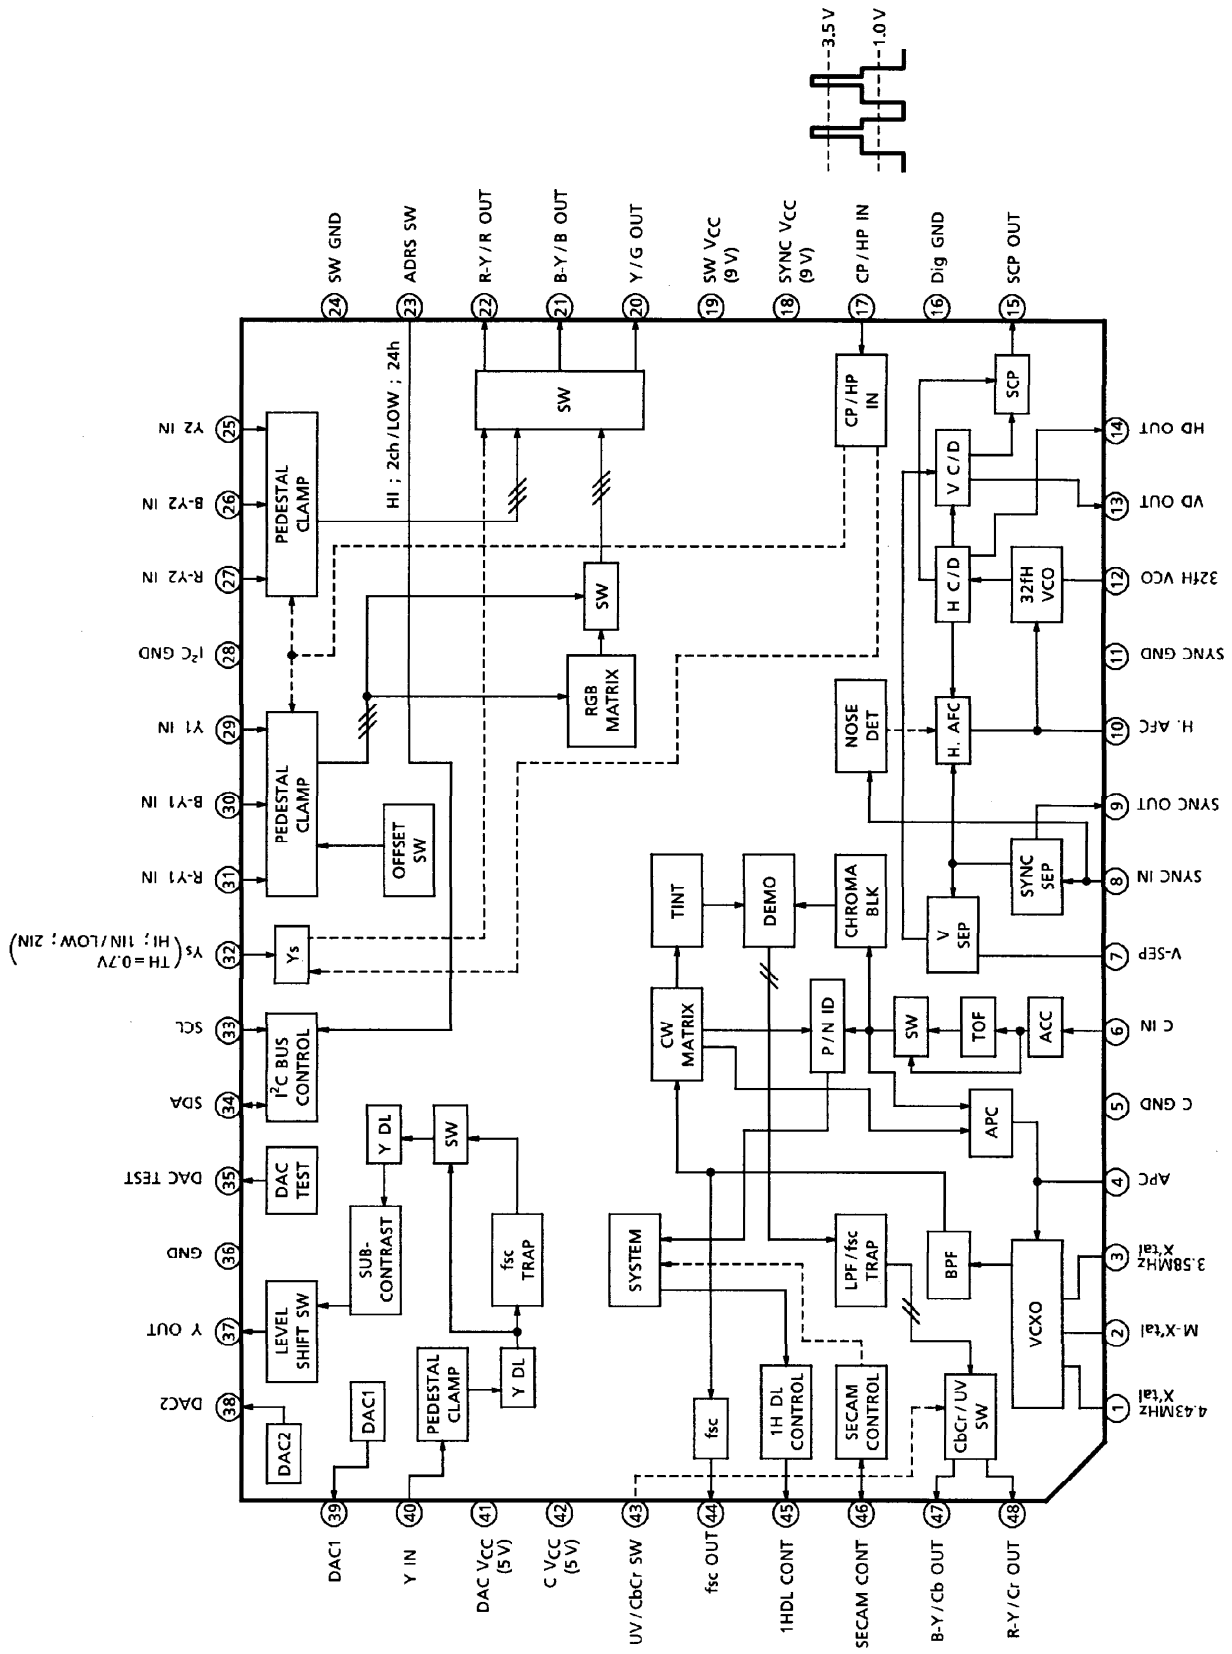 3.5 V
1.0 V
24 SW GND
23 ADRS SW
22 R-Y / R OUT
21 B-Y / B OUT
20 Y / G OUT
19 SW VCC
(9 V)
18 SYNC VCC
(9 V)
17 CP / HP IN
16 Dig GND
15 SCP OUT
25 Y2 IN
26 B-Y2 IN
27 R-Y2 IN
28 I²C GND
29 Y1 IN
30 B-Y1 IN
31 R-Y1 IN
32 Ys (TH=0.7V
HI ; 1IN/LOW ; 2IN)
33 SCL
34 SDA
35 DAC TEST
36 GND
37 Y OUT
38 DAC2
PEDESTAL
CLAMP
HI ; 2ch / LOW ; 24h
SW
PEDESTAL
CLAMP
OFFSET
SW
RGB
MATRIX
SW
Ys
I²C BUS
CONTROL
DAC
TEST
LEVEL
SHIFT SW
SUB-
CONTRAST
Y DL
SW
fsc
TRAP
Y DL
PEDESTAL
CLAMP
DAC1
DAC2
CP / HP
IN
SCP
V C / D
H C / D
32fH
VCO
NOSE
DET
H. AFC
SYNC
SEP
V
SEP
TINT
DEMO
CHROMA
BLK
CW
MATRIX
P / N ID
SW
TOF
ACC
APC
SYSTEM
LPF / fsc
TRAP
BPF
VCXO
fsc
1H DL
CONTROL
SECAM
CONTROL
CbCr / UV
SW
14 HD OUT
13 VD OUT
12 32fH VCO
11 SYNC GND
10 H. AFC
9 SYNC OUT
8 SYNC IN
7 V-SEP
6 C IN
5 C GND
4 APC
3 3.58MHz
X'tal
2 M-X'tal
1 4.43MHz
X'tal
39 DAC1
40 Y IN
41 DAC VCC
(5 V)
42 C VCC
(5 V)
43 UV / CbCr SW
44 fsc OUT
45 1HDL CONT
46 SECAM CONT
47 B-Y / Cb OUT
48 R-Y / Cr OUT